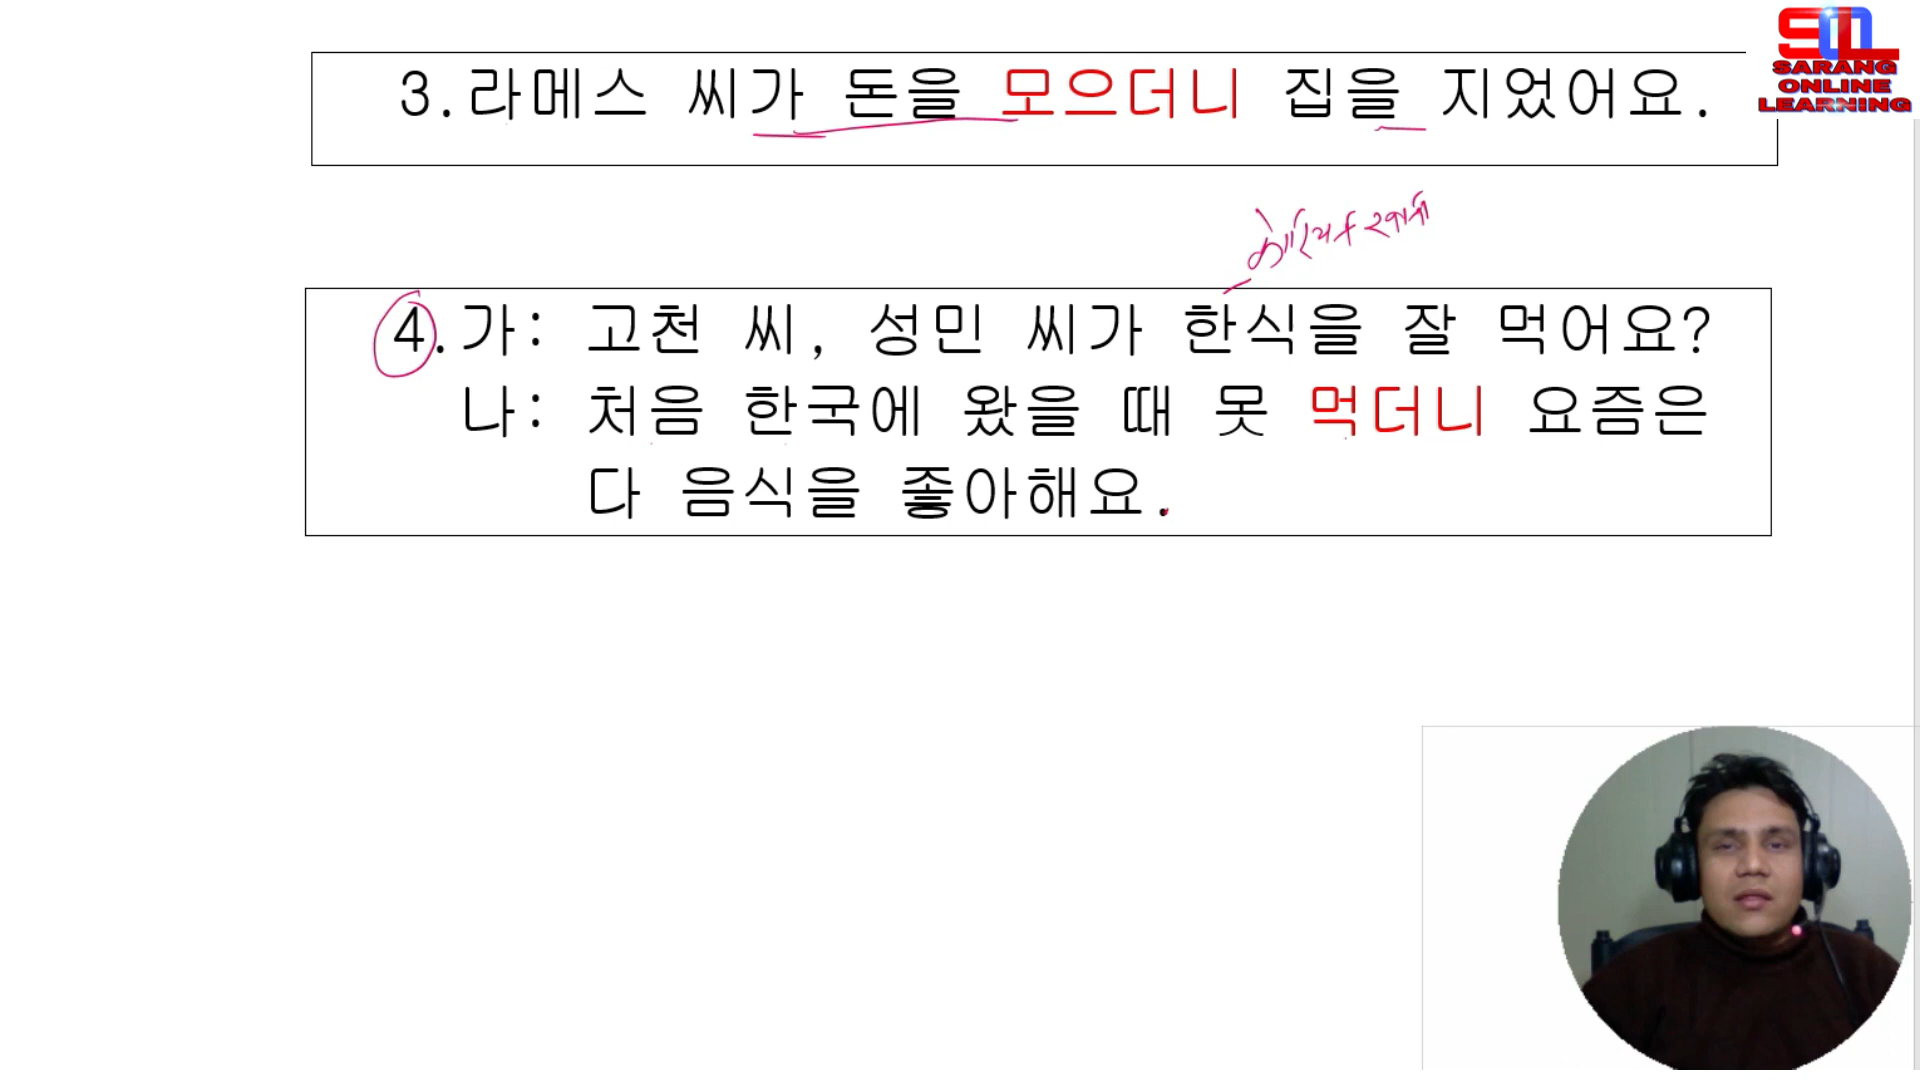 SOL
SARANG
ONLINE
LEARNING
3.라메스 씨가 돈을 모으더니 집을 지었어요.
4.가: 고천 씨, 성민 씨가 한식을 잘 먹어요?
나: 처음 한국에 왔을 때 못 먹더니 요즘은
다 음식을 좋아해요.